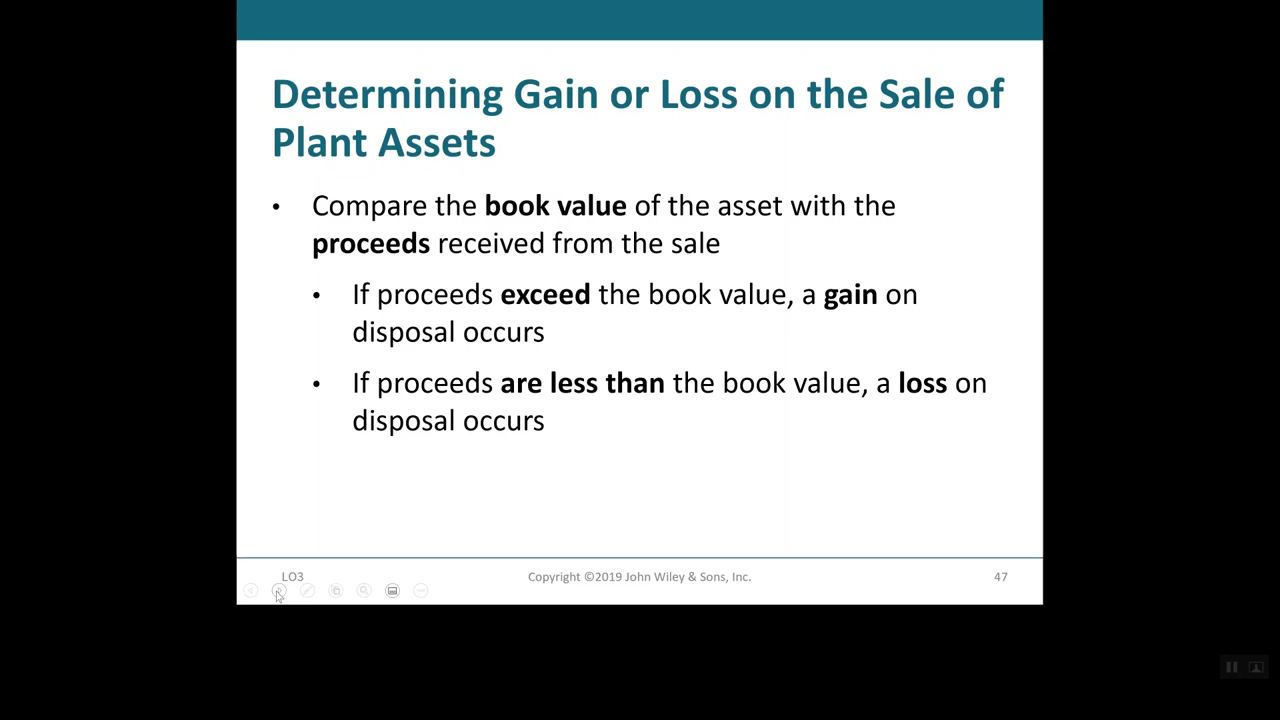 Determining Gain or Loss on the Sale of
Plant Assets
• Compare the book value of the asset with the
proceeds received from the sale
• If proceeds exceed the book value, a gain on
disposal occurs
• If proceeds are less than the book value, a loss on
disposal occurs
LO3
Copyright ©2019 John Wiley & Sons, Inc.
47